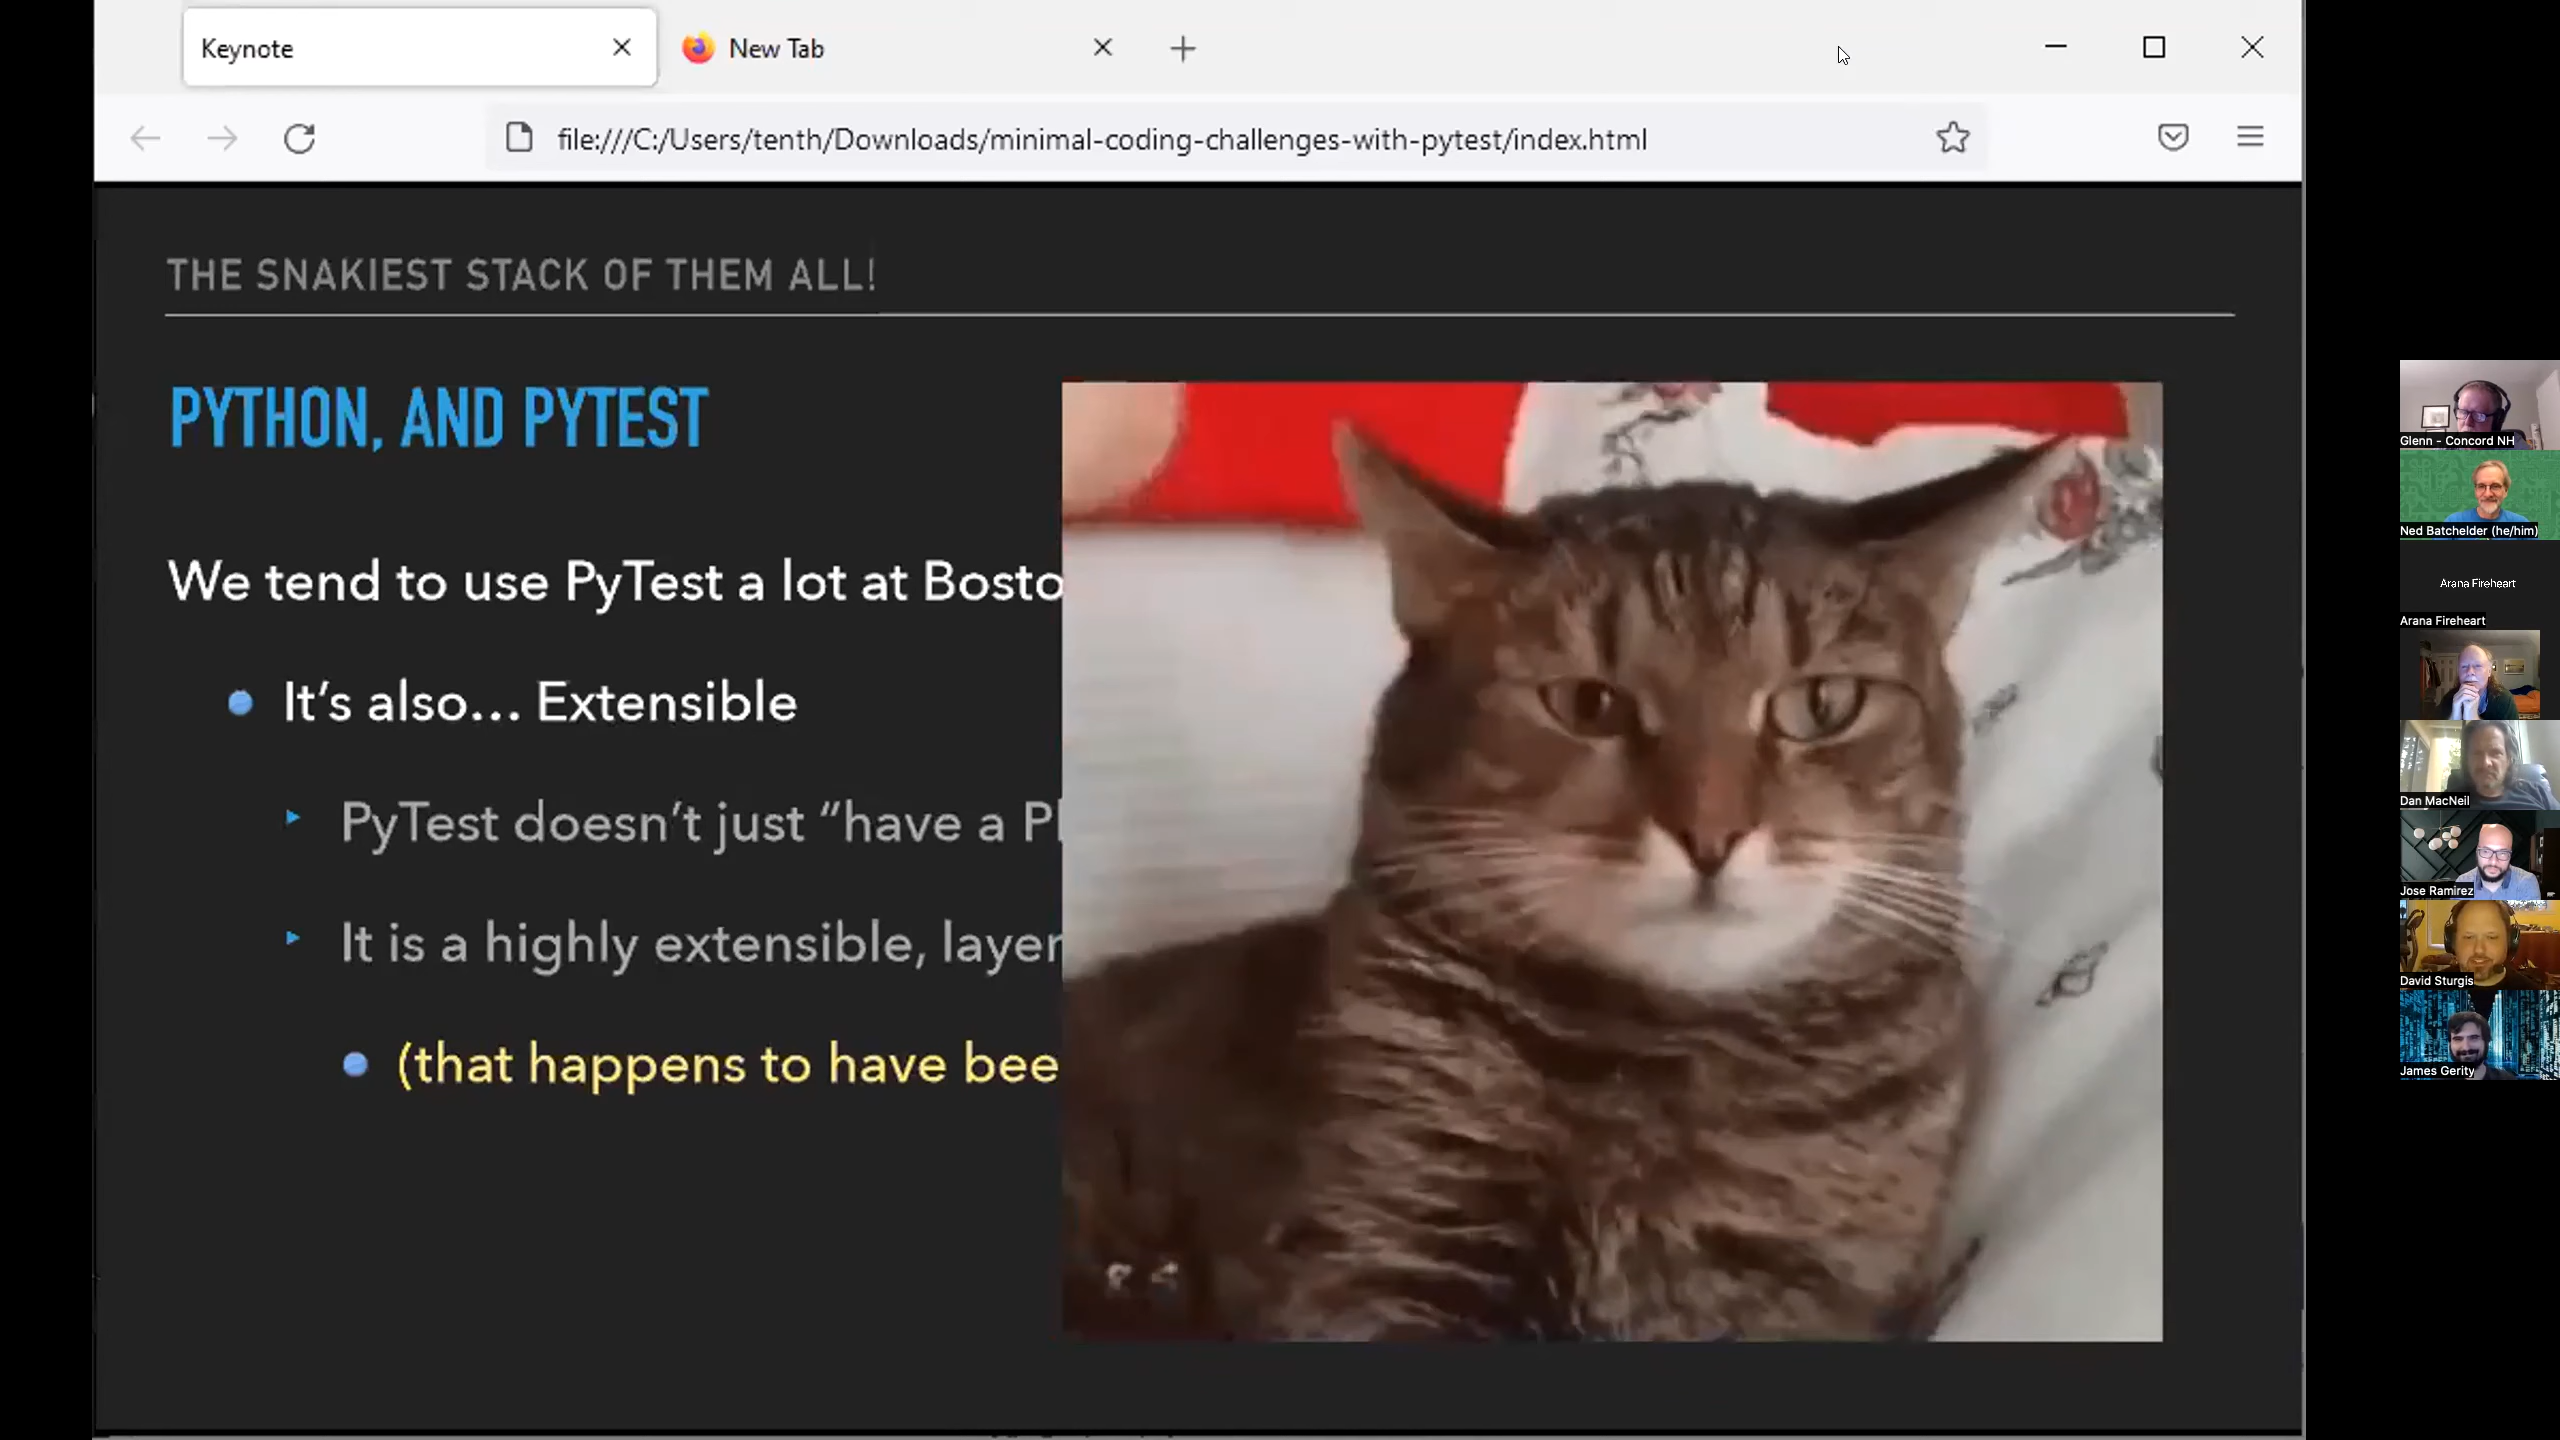 Keynote
New Tab
file:///C:/Users/tenth/Downloads/minimal-coding-challenges-with-pytest/index.html
THE SNAKIEST STACK OF THEM ALL!
PYTHON, AND PYTEST
We tend to use PyTest a lot at Bosto
It's also... Extensible
PyTest doesn't just "have a Pl
It is a highly extensible, layer
(that happens to have bee
Glenn - Concord NH
Ned Batchelder (he/him)
Arana Fireheart
Arana Fireheart
Dan MacNeil
Jose Ramirez
David Sturgis
James Gerity